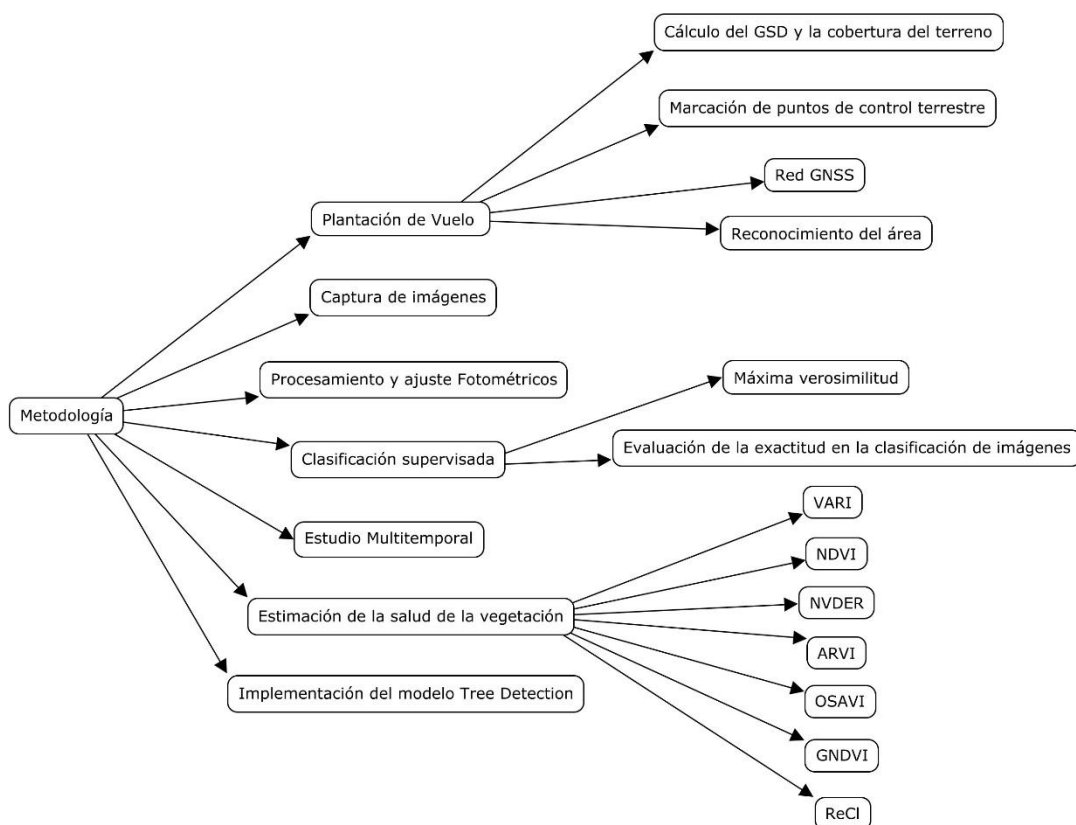 Metodología
Plantación de Vuelo
Cálculo del GSD y la cobertura del terreno
Marcación de puntos de control terrestre
Red GNSS
Reconocimiento del área
Captura de imágenes
Procesamiento y ajuste Fotométricos
Clasificación supervisada
Máxima verosimilitud
Evaluación de la exactitud en la clasificación de imágenes
Estudio Multitemporal
Estimación de la salud de la vegetación
VARI
NDVI
NVDER
ARVI
OSAVI
GNDVI
ReCl
Implementación del modelo Tree Detection